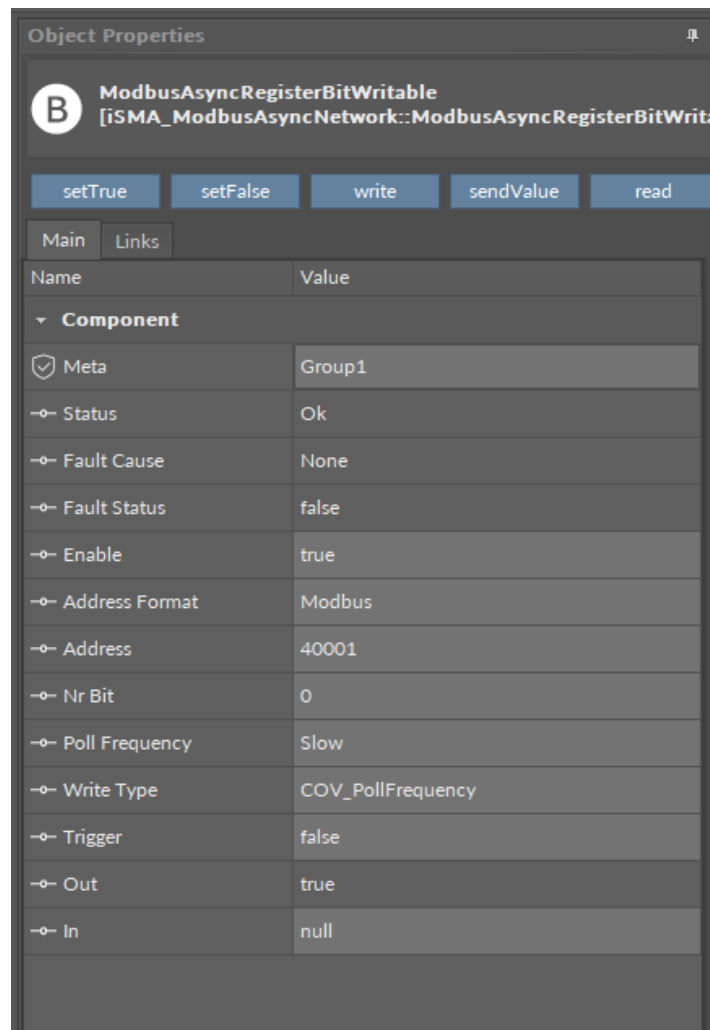 Object Properties
B
ModbusAsyncRegisterBitWritable
[iSMA_ModbusAsyncNetwork::ModbusAsyncRegisterBitWrita
setTrue setFalse write sendValue read
Main Links
Name Value
Component
Meta Group1
Status Ok
Fault Cause None
Fault Status false
Enable true
Address Format Modbus
Address 40001
Nr Bit 0
Poll Frequency Slow
Write Type COV_PollFrequency
Trigger false
Out true
In null